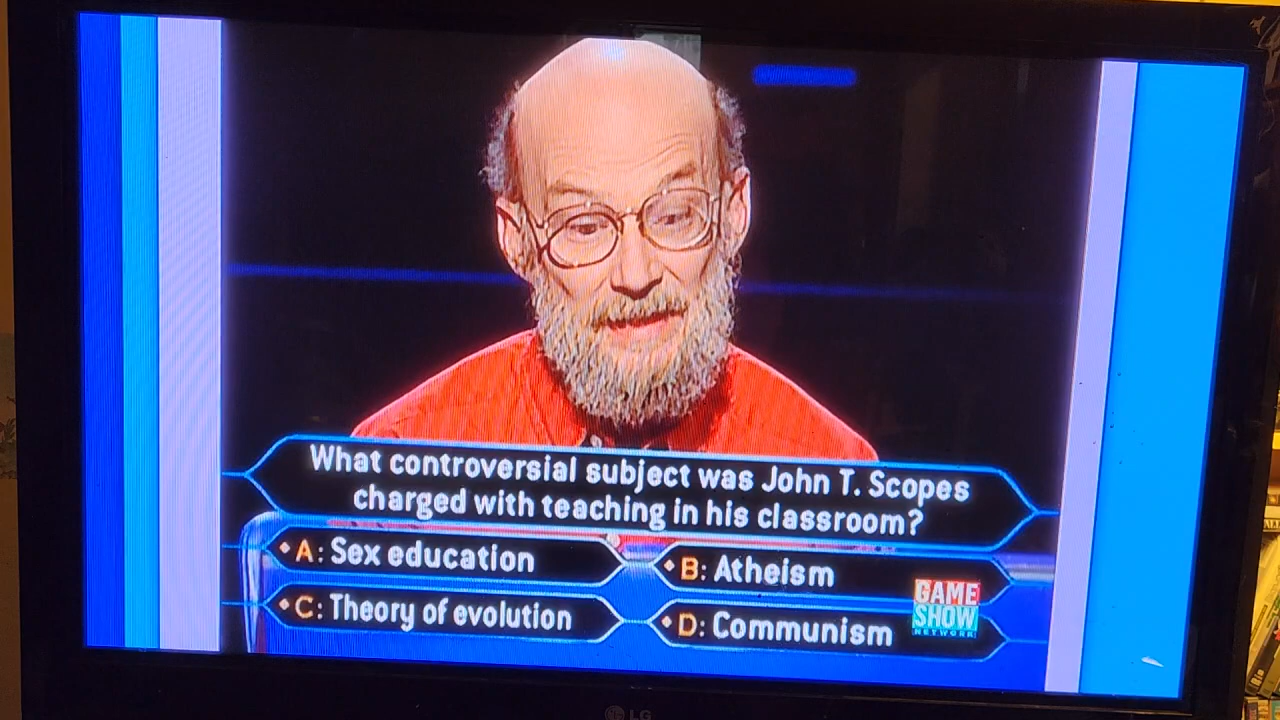 What controversial subject was John T. Scopes
charged with teaching in his classroom?
A: Sex education
B: Atheism
C: Theory of evolution
D: Communism
GAME
SHOW
NETWORK
LG